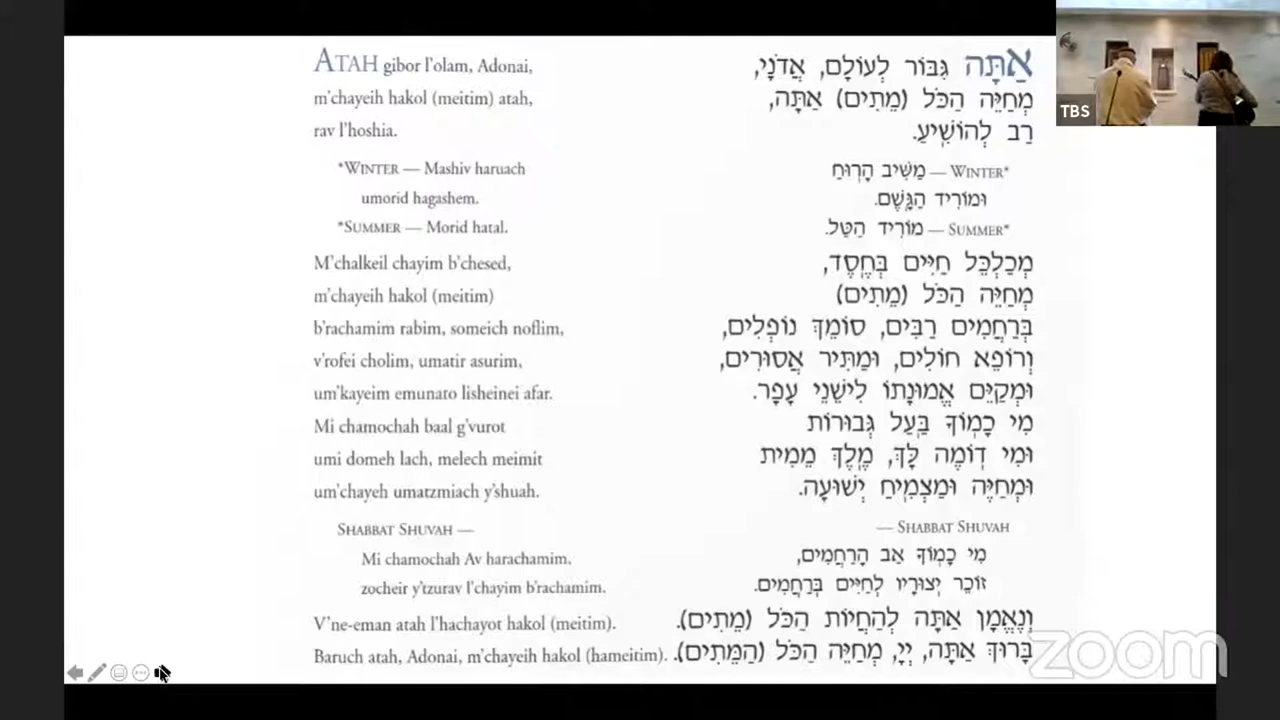 ATAH gibor l'olam, Adonai,
m'chayeih hakol (meitim) atah,
rav l'hoshia.
*WINTER — Mashiv haruach
umorid hagashem.
*SUMMER — Morid hatal.
M'chalkeil chayim b'chesed,
m'chayeih hakol (meitim)
b'rachamim rabim, someich noflim,
v'rofei cholim, umatir asurim,
um'kayeim emunato lisheinei afar.
Mi chamochah baal g'vurot
umi domeh lach, melech meimit
um'chayeh umatzmiach y'shuah.
SHABBAT SHUVAH —
Mi chamochah Av harachamim,
zocheir y'tzurav l'chayim b'rachamim.
V'ne-eman atah l'hachayot hakol (meitim).
Baruch atah, Adonai, m'chayeih hakol (hameitim).
אַתָּה גִּבּוֹר לְעוֹלָם, אֲדֹנָי,
מְחַיֵּה הַכֹּל (מֵתִים) אַתָּה,
רַב לְהוֹשִֽׁיעַ.
*WINTER — מַשִּׁיב הָרֽוּחַ
וּמוֹרִיד הַגָּֽשֶׁם.
*SUMMER — מוֹרִיד הַטַּל.
מְכַלְכֵּל חַיִּים בְּחֶֽסֶד,
מְחַיֵּה הַכֹּל (מֵתִים)
בְּרַחֲמִים רַבִּים, סוֹמֵךְ נוֹפְלִים,
וְרוֹפֵא חוֹלִים, וּמַתִּיר אֲסוּרִים,
וּמְקַיֵּם אֱמוּנָתוֹ לִישֵׁנֵי עָפָר.
מִי כָמֽוֹךָ בַּֽעַל גְּבוּרוֹת
וּמִי דֽוֹמֶה לָּךְ, מֶֽלֶךְ מֵמִית
וּמְחַיֶּה וּמַצְמִֽיחַ יְשׁוּעָה.
SHABBAT SHUVAH —
מִי כָמֽוֹךָ אַב הָרַחֲמִים,
זוֹכֵר יְצוּרָיו לְחַיִּים בְּרַחֲמִים.
וְנֶאֱמָן אַתָּה לְהַחֲיוֹת הַכֹּל (מֵתִים).
בָּרוּךְ אַתָּה, יְיָ, מְחַיֵּה הַכֹּל (הַמֵּתִים).
TBS
zoom